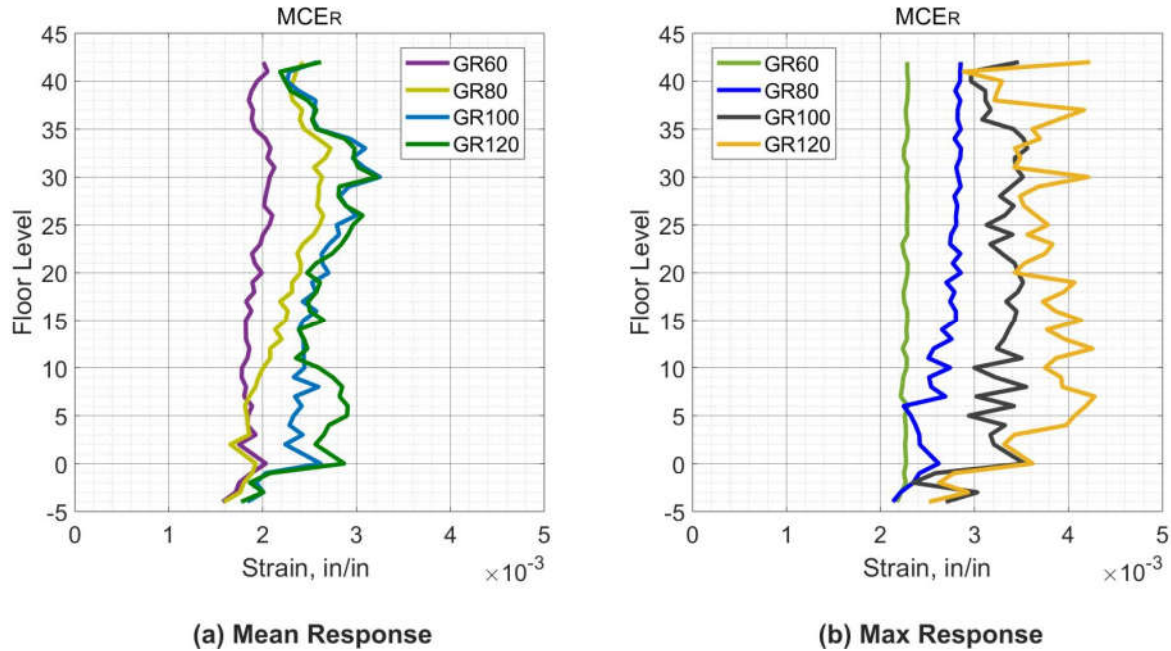 MCER
45
40
35
30
25
20
15
10
5
0
-5
Floor Level
GR60
GR80
GR100
GR120
0
1
2
3
4
5
Strain, in/in
×10-3
(a) Mean Response
MCER
45
40
35
30
25
20
15
10
5
0
-5
Floor Level
GR60
GR80
GR100
GR120
0
1
2
3
4
5
Strain, in/in
×10-3
(b) Max Response